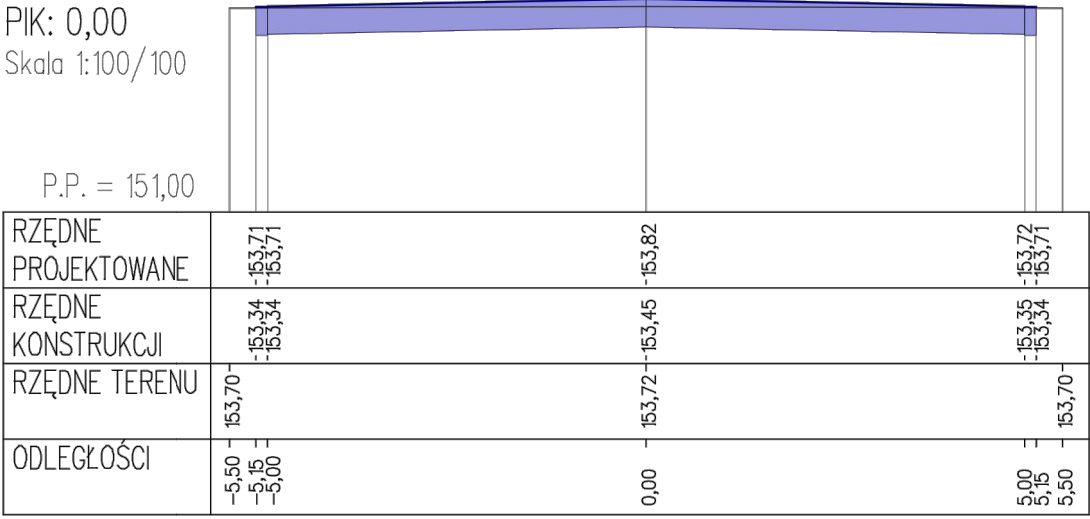 PIK: 0,00
Skala 1:100/100
P.P. = 151,00
RZĘDNE
PROJEKTOWANE
153,71
153,71
153,82
153,72
153,71
RZĘDNE
KONSTRUKCJI
153,34
153,34
153,45
153,35
153,34
RZĘDNE TERENU
153,70
153,72
153,70
ODLEGŁOŚCI
-5,50
-5,15
-5,00
0,00
5,00
5,15
5,50